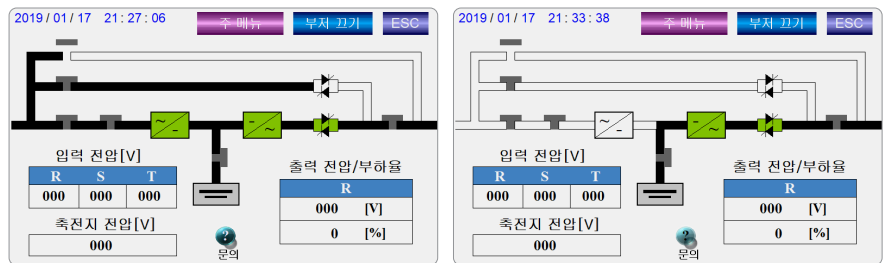 2019/01/17 21:27:06 주 메뉴 부저 끄기 ESC
입력 전압[V]
R S T
000 000 000
축전지 전압[V]
000
문의
출력 전압/부하율
R
000 [V]
0 [%]
2019/01/17 21:33:38 주 메뉴 부저 끄기 ESC
입력 전압[V]
R S T
000 000 000
축전지 전압[V]
000
문의
출력 전압/부하율
R
000 [V]
0 [%]